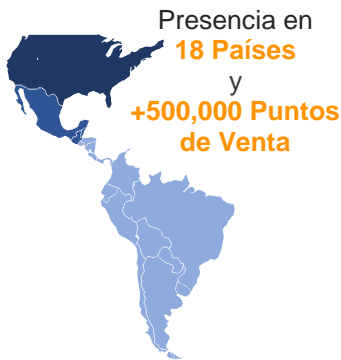 Presencia en
18 Países
y
+500,000 Puntos
de Venta